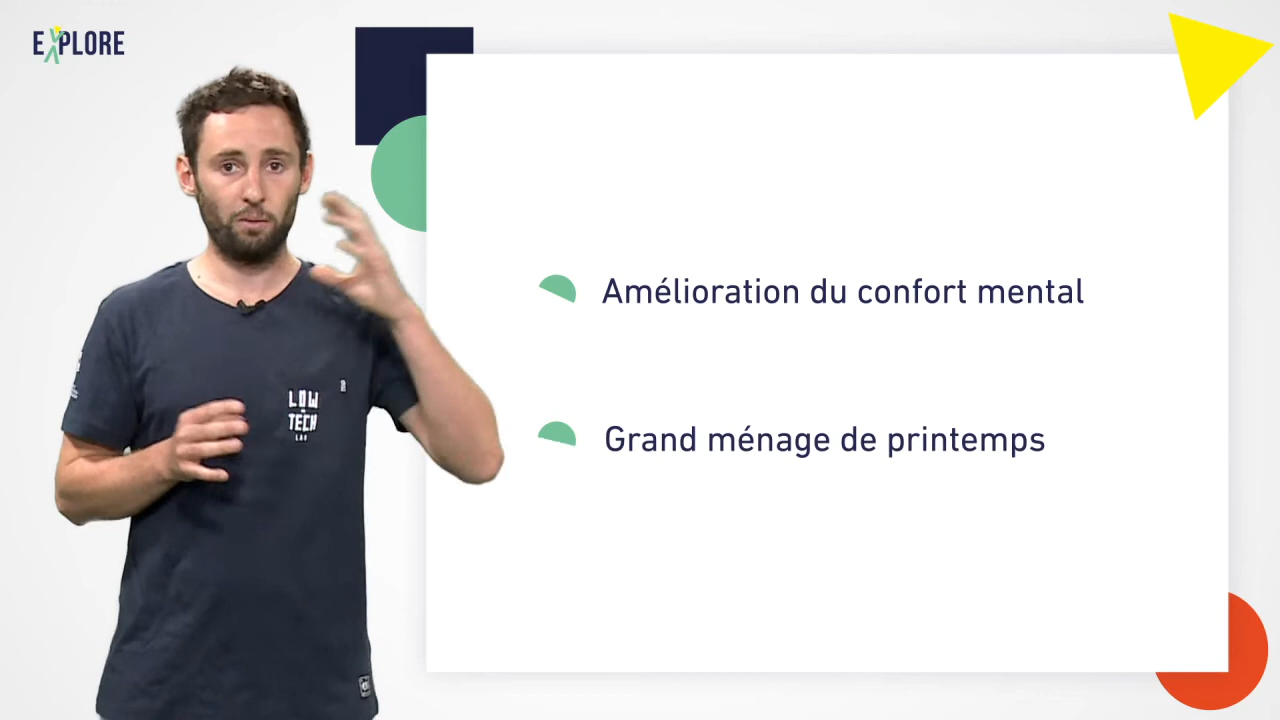 EXPLORE
Amélioration du confort mental
LOW
TECH
LAB
Grand ménage de printemps